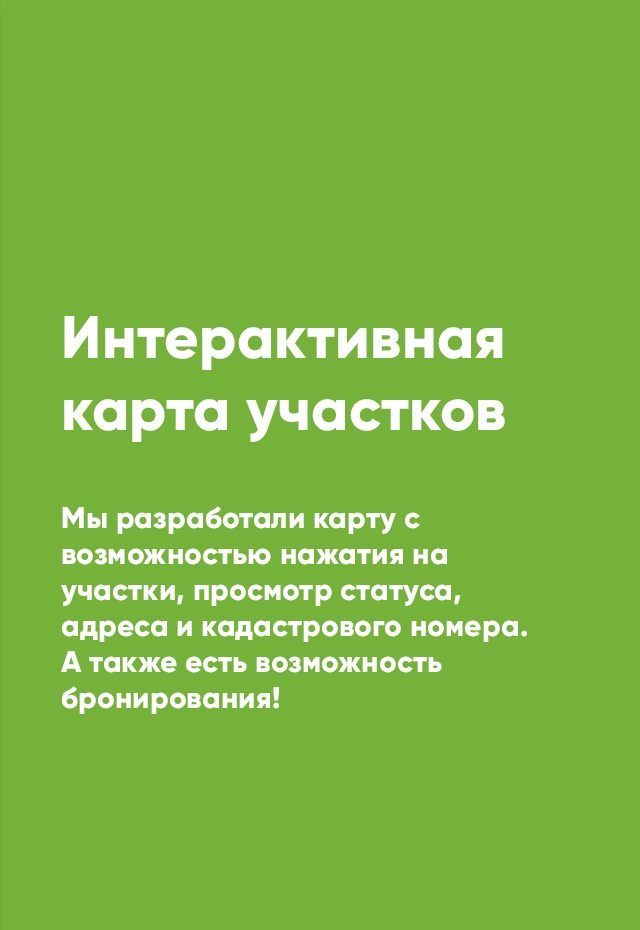 Интерактивная
карта участков
Мы разработали карту с
возможностью нажатия на
участки, просмотр статуса,
адреса и кадастрового номера.
А также есть возможность
бронирования!